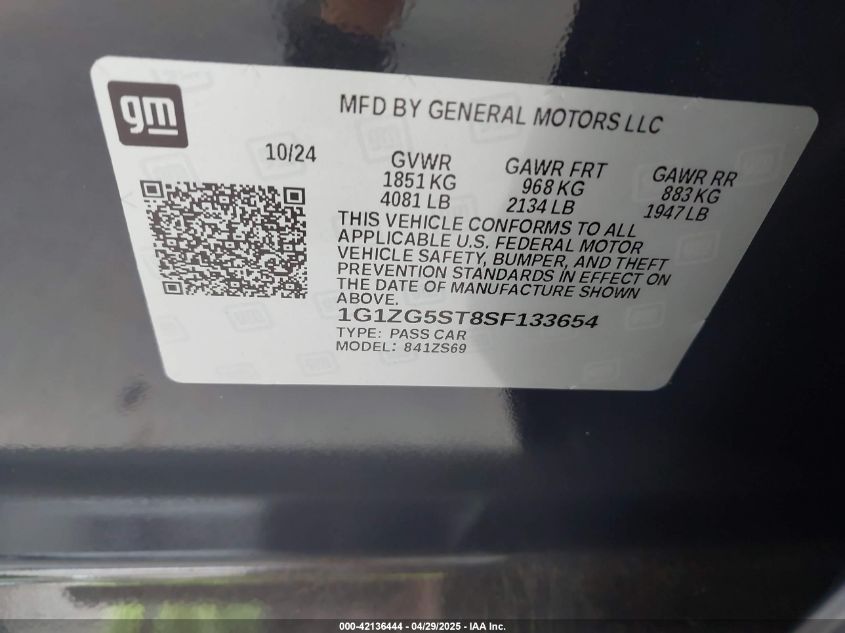 gm
MFD BY GENERAL MOTORS LLC
10/24
GVWR
1851 KG
4081 LB
GAWR FRT
968 KG
2134 LB
GAWR RR
883 KG
1947 LB
THIS VEHICLE CONFORMS TO ALL
APPLICABLE U.S. FEDERAL MOTOR
VEHICLE SAFETY, BUMPER, AND THEFT
PREVENTION STANDARDS IN EFFECT ON
THE DATE OF MANUFACTURE SHOWN
ABOVE.
1G1ZG5ST8SF133654
TYPE: PASS CAR
MODEL: 841ZS69
000-42136444 - 04/29/2025 - IAA Inc.